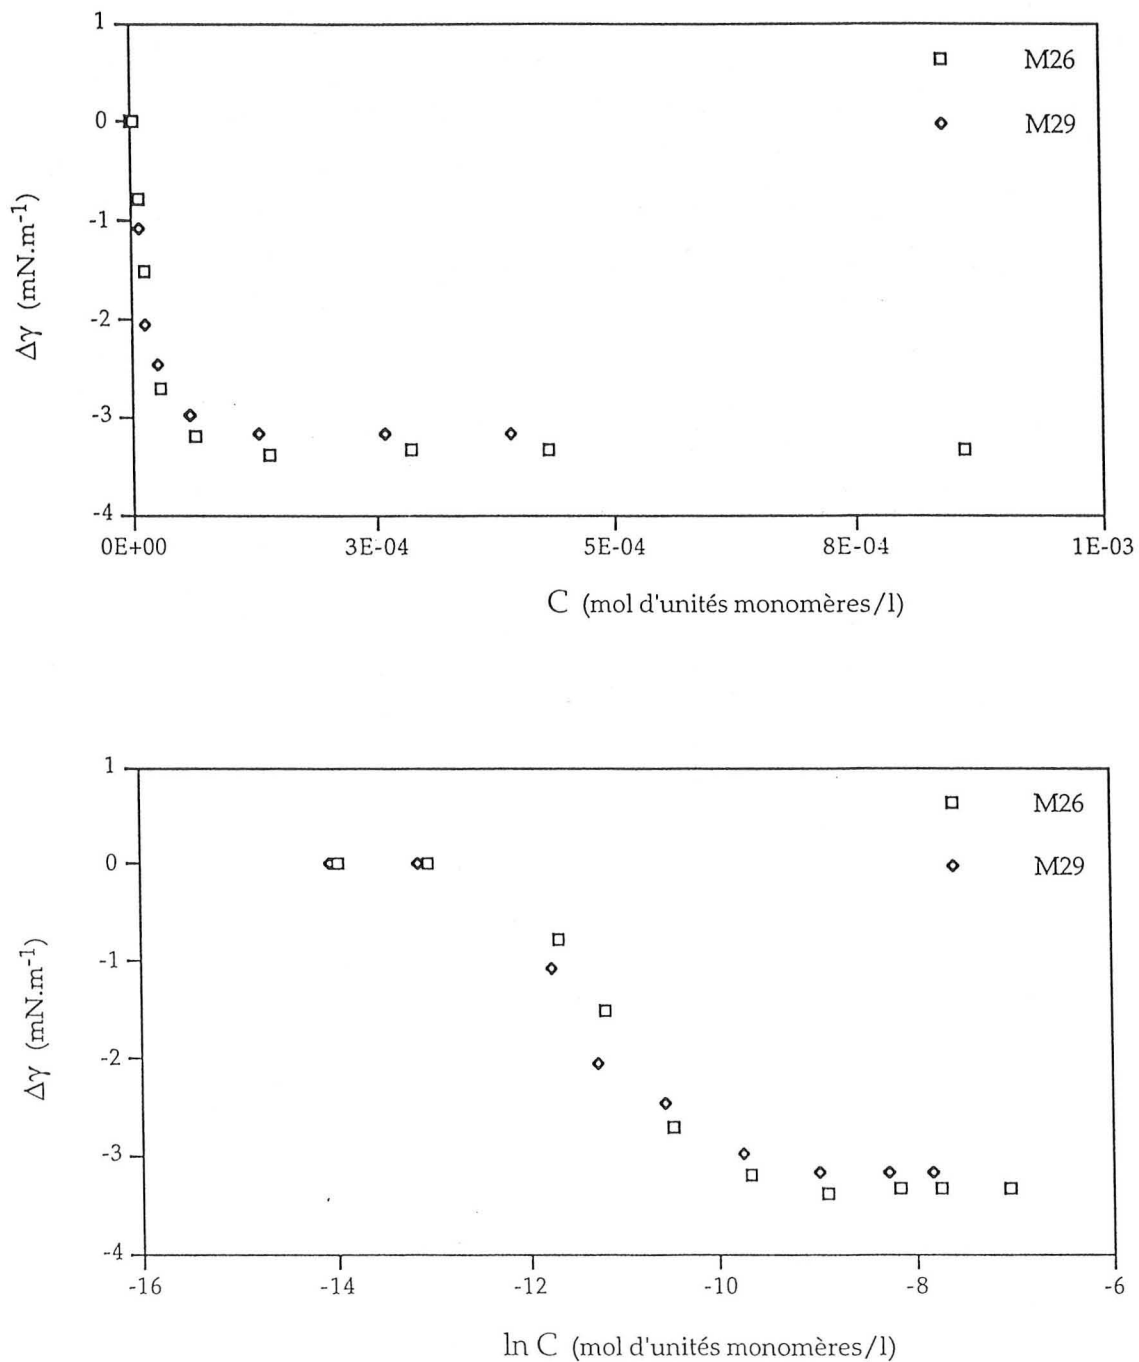 1
M26
0
M29
-1
Δγ (mN.m⁻¹)
-2
-3
-4
0E+00 3E-04 5E-04 8E-04 1E-03
C (mol d'unités monomères/l)
1
M26
0
M29
-1
Δγ (mN.m⁻¹)
-2
-3
-4
-16 -14 -12 -10 -8 -6
ln C (mol d'unités monomères/l)